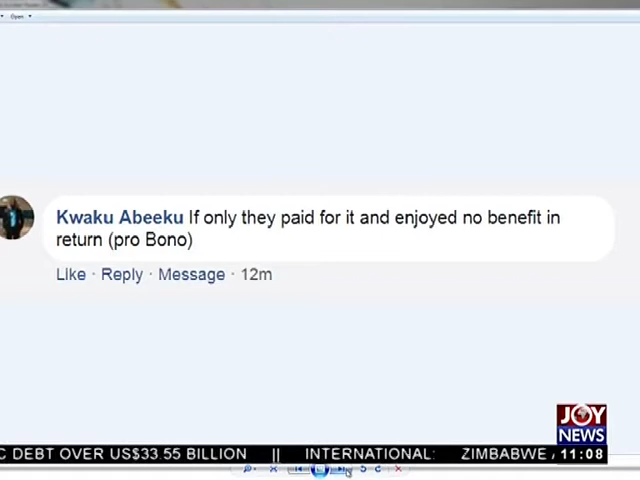 Open
Kwaku Abeeku If only they paid for it and enjoyed no benefit in
return (pro Bono)
Like · Reply · Message · 12m
JOY
NEWS
C DEBT OVER US$33.55 BILLION || INTERNATIONAL: ZIMBABWE
11:08